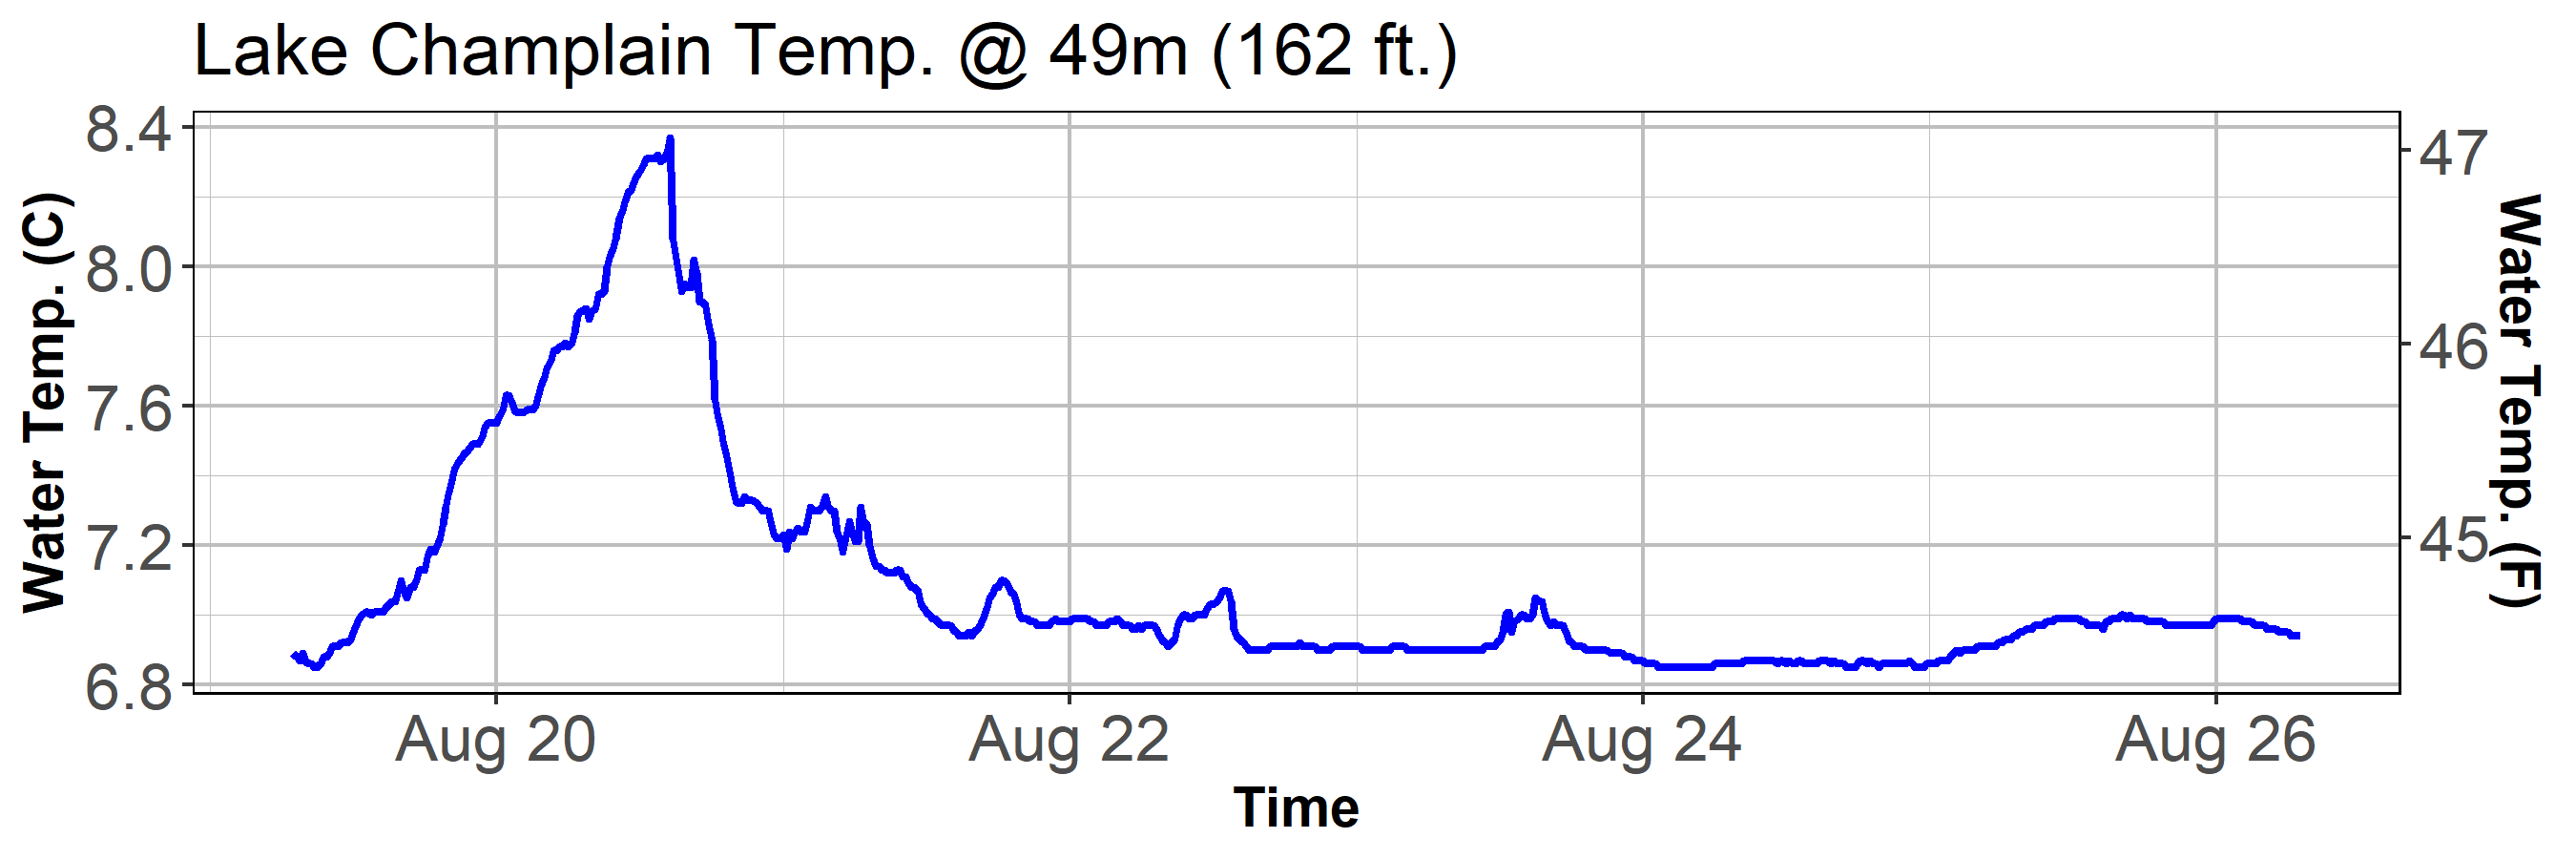 Lake Champlain Temp. @ 49m (162 ft.)
Water Temp. (C)
8.4
8.0
7.6
7.2
6.8
47
46
45
Water Temp. (F)
Aug 20
Aug 22
Aug 24
Aug 26
Time